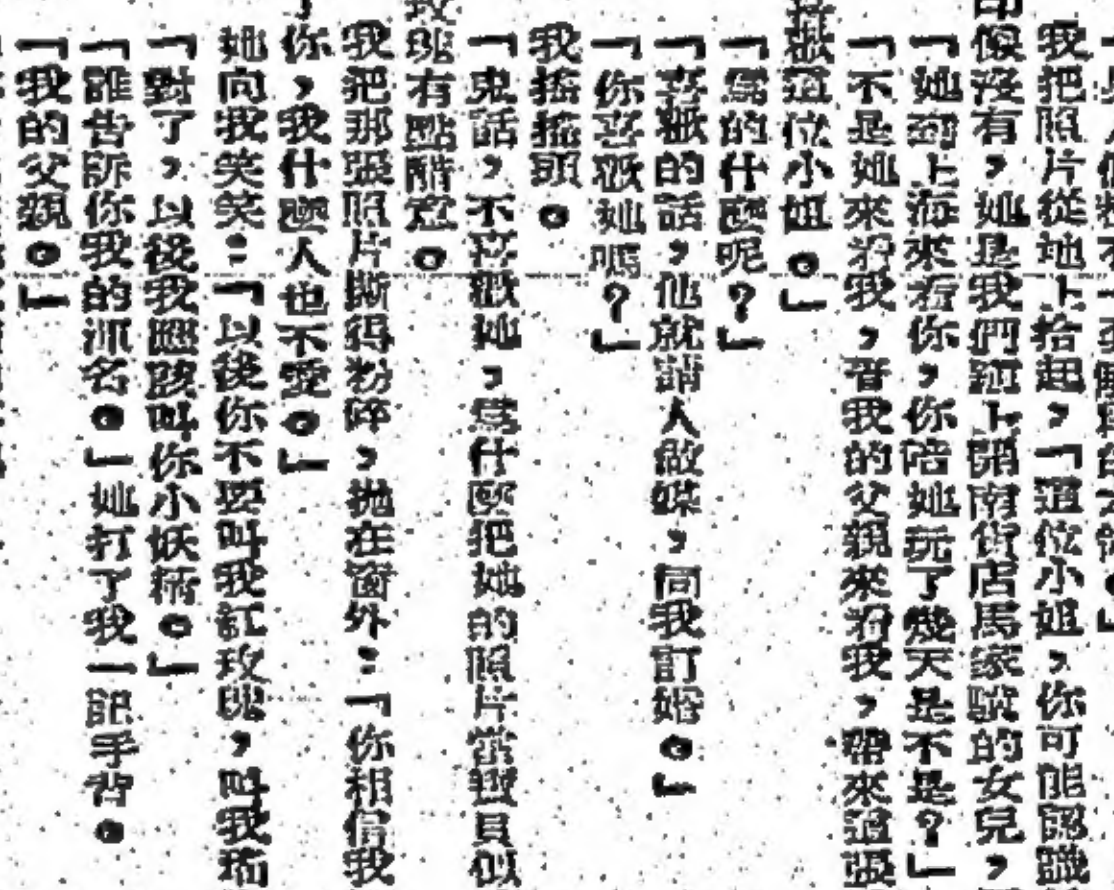 我把照片從地上拾起，「這位小姐，你可能認識
候沒有，她是我們鎮上開南貨店馬家駿的女兒，
「她到上海來看你，你陪她玩了幾天是不是？」
「不是她來看我，我的父親來看我，帶來這張
這位小姐。」
「爲的什麼呢？」
「喜歡的話，他就請人做媒，同我訂婚。」
「你喜歡她嗎？」
我搖搖頭。
「鬼話，不喜歡她，爲什麼把她的照片當寶貝似
玫瑰有點醋意。
我把那張照片撕得粉碎，拋在窗外：「你相信我
你，我什麼人也不愛。」
她向我笑笑：「以後你不要叫我紅玫瑰，叫我
「對了，以後我應該叫你小妖精。」
「誰告訴你我的小名。」她打了我一記手背。
「我的父親。」